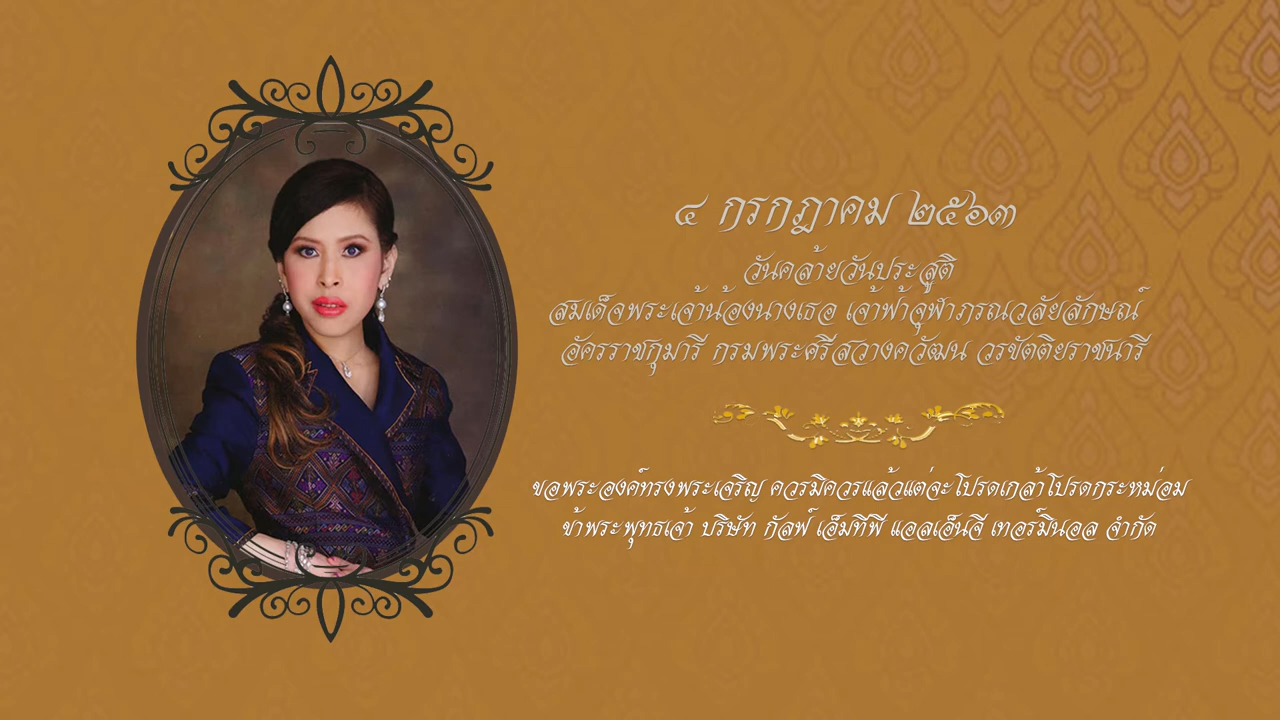 ๔ กรกฎาคม ๒๕๖๓
วันคล้ายวันประสูติ
สมเด็จพระเจ้าน้องนางเธอ เจ้าฟ้าจุฬาภรณวลัยลักษณ์
อัครราชกุมารี กรมพระศรีสวางควัฒน วรขัตติยราชนารี
ขอพระองค์ทรงพระเจริญ ควรมิควรแล้วแต่จะโปรดเกล้าโปรดกระหม่อม
ข้าพระพุทธเจ้า บริษัท กัลฟ์ เอ็มทีพี แอลเอ็นจี เทอร์มินอล จำกัด